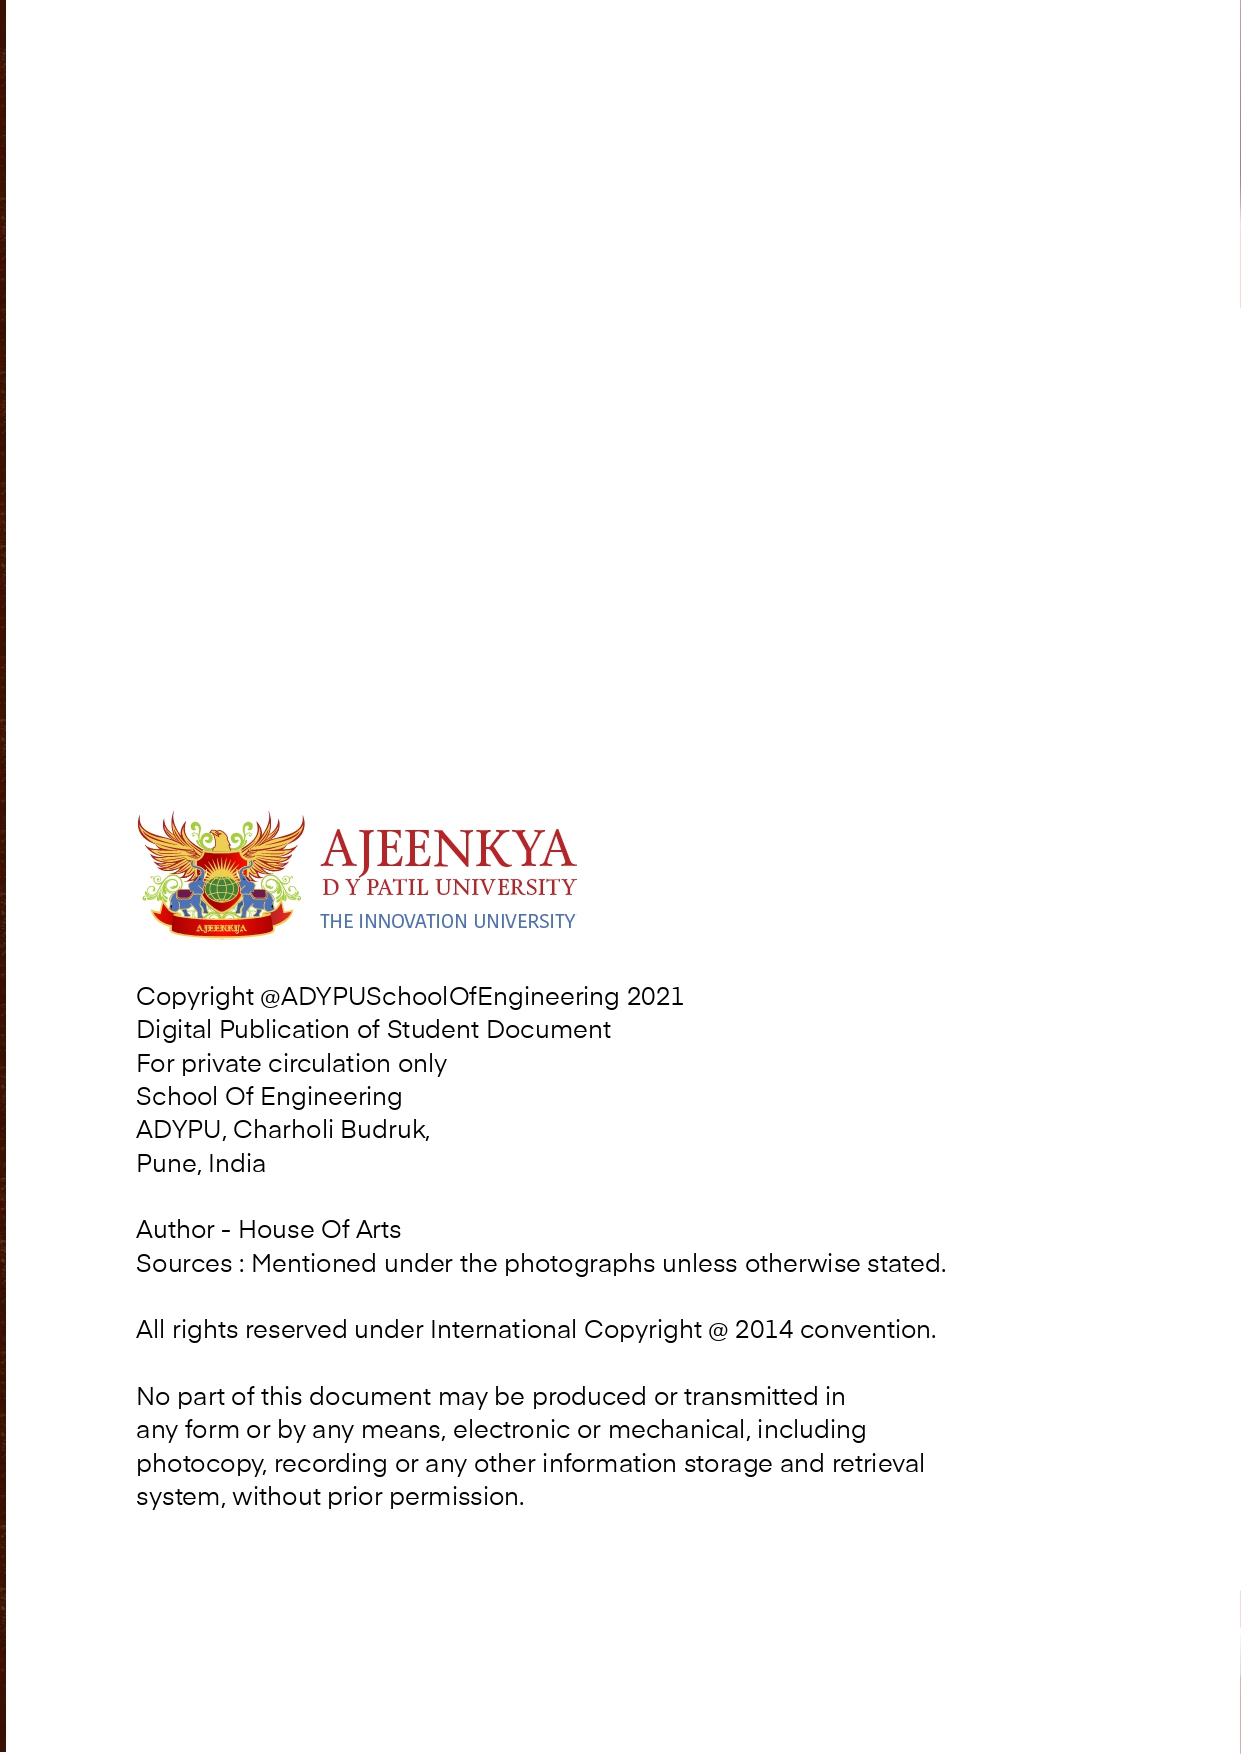 AJEENKYA
D Y PATIL UNIVERSITY
THE INNOVATION UNIVERSITY
AJEENKYA
Copyright @ADYPUSchoolOfEngineering 2021
Digital Publication of Student Document
For private circulation only
School Of Engineering
ADYPU, Charholi Budruk,
Pune, India
Author - House Of Arts
Sources : Mentioned under the photographs unless otherwise stated.
All rights reserved under International Copyright @ 2014 convention.
No part of this document may be produced or transmitted in
any form or by any means, electronic or mechanical, including
photocopy, recording or any other information storage and retrieval
system, without prior permission.